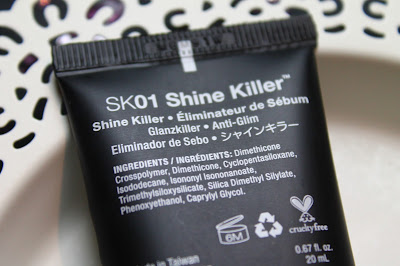 SK01 Shine Killer™
Shine Killer • Éliminateur de Sébum
Glanzkiller • Anti-Glim
Eliminador de Sebo • シャインキラー
INGREDIENTS / INGRÉDIENTS: Dimethicone
Crosspolymer, Dimethicone, Cyclopentasiloxane,
Isododecane, Isononyl Isononanoate,
Trimethylsiloxysilicate, Silica Dimethyl Silylate,
Phenoxyethanol, Caprylyl Glycol.
6M
crueltyfree
0.67 fl. oz.
20 mL
Made in Taiwan